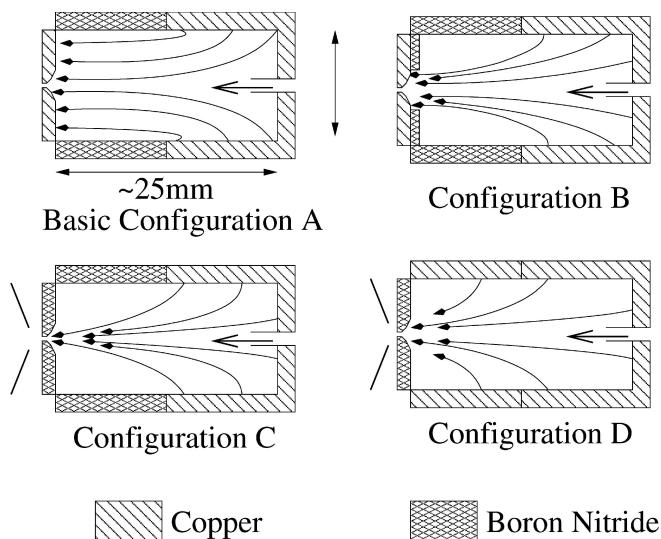 ~25mm
Basic Configuration A
Configuration B
Configuration C
Configuration D
Copper
Boron Nitride